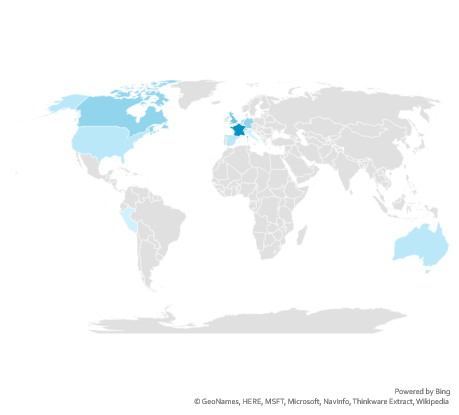 Powered by Bing
© GeoNames, HERE, MSFT, Microsoft, NavInfo, Thinkware Extract, Wikipedia